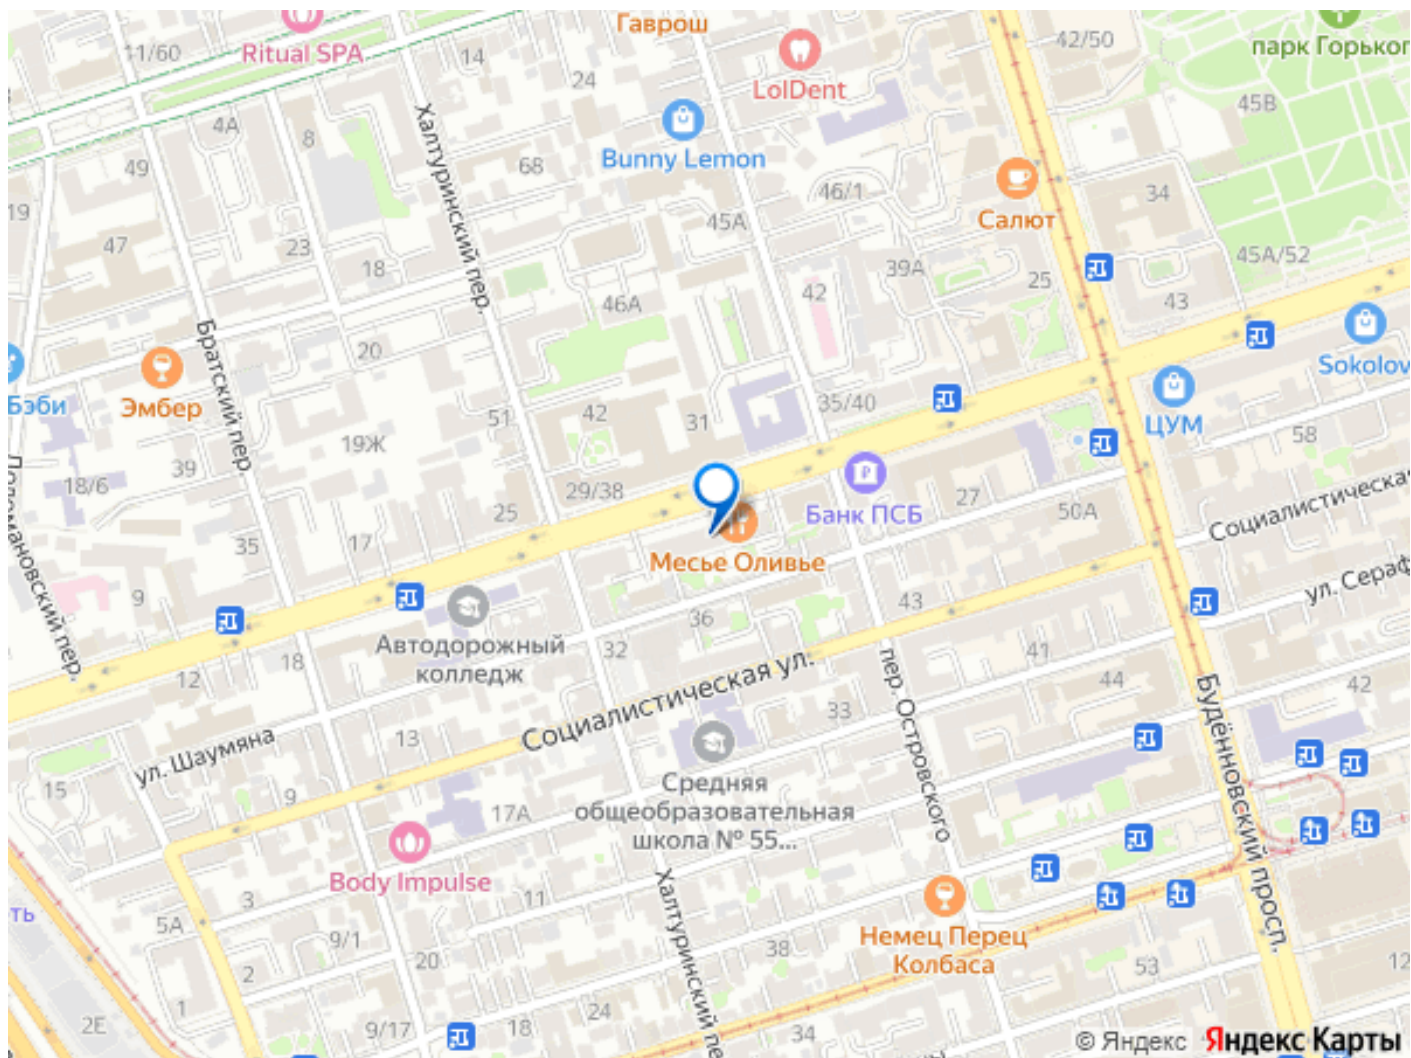 Гаврош
Ritual SPA
11/60
14
42/50
парк Горьког
24
LolDent
45В
4А
8
Халтуринский пер.
Bunny Lemon
49
68
46/1
34
Салют
19
45А
47
23
18
39А
45А/52
25
42
43
46А
Братский пер.
20
Sokolov
Эмбер
Бэби
35/40
51
42
31
ЦУМ
58
19Ж
39
18/6
29/38
27
Банк ПСБ
50А
Социалистическая
25
17
35
Месье Оливье
ул. Сераф
9
43
Автодорожный
колледж
36
32
41
18
12
пер. Островского
44
42
Социалистическая ул.
33
Будённовский просп.
ул. Шаумяна
13
15
9
Средняя
общеобразовательная
школа № 55...
17А
Body Impulse
3
11
Халтуринский пе
5А
ть
9/1
Немец Перец
Колбаса
38
20
2
53
12
1
2Е
9/17
18
24
34
© Яндекс Яндекс Карты